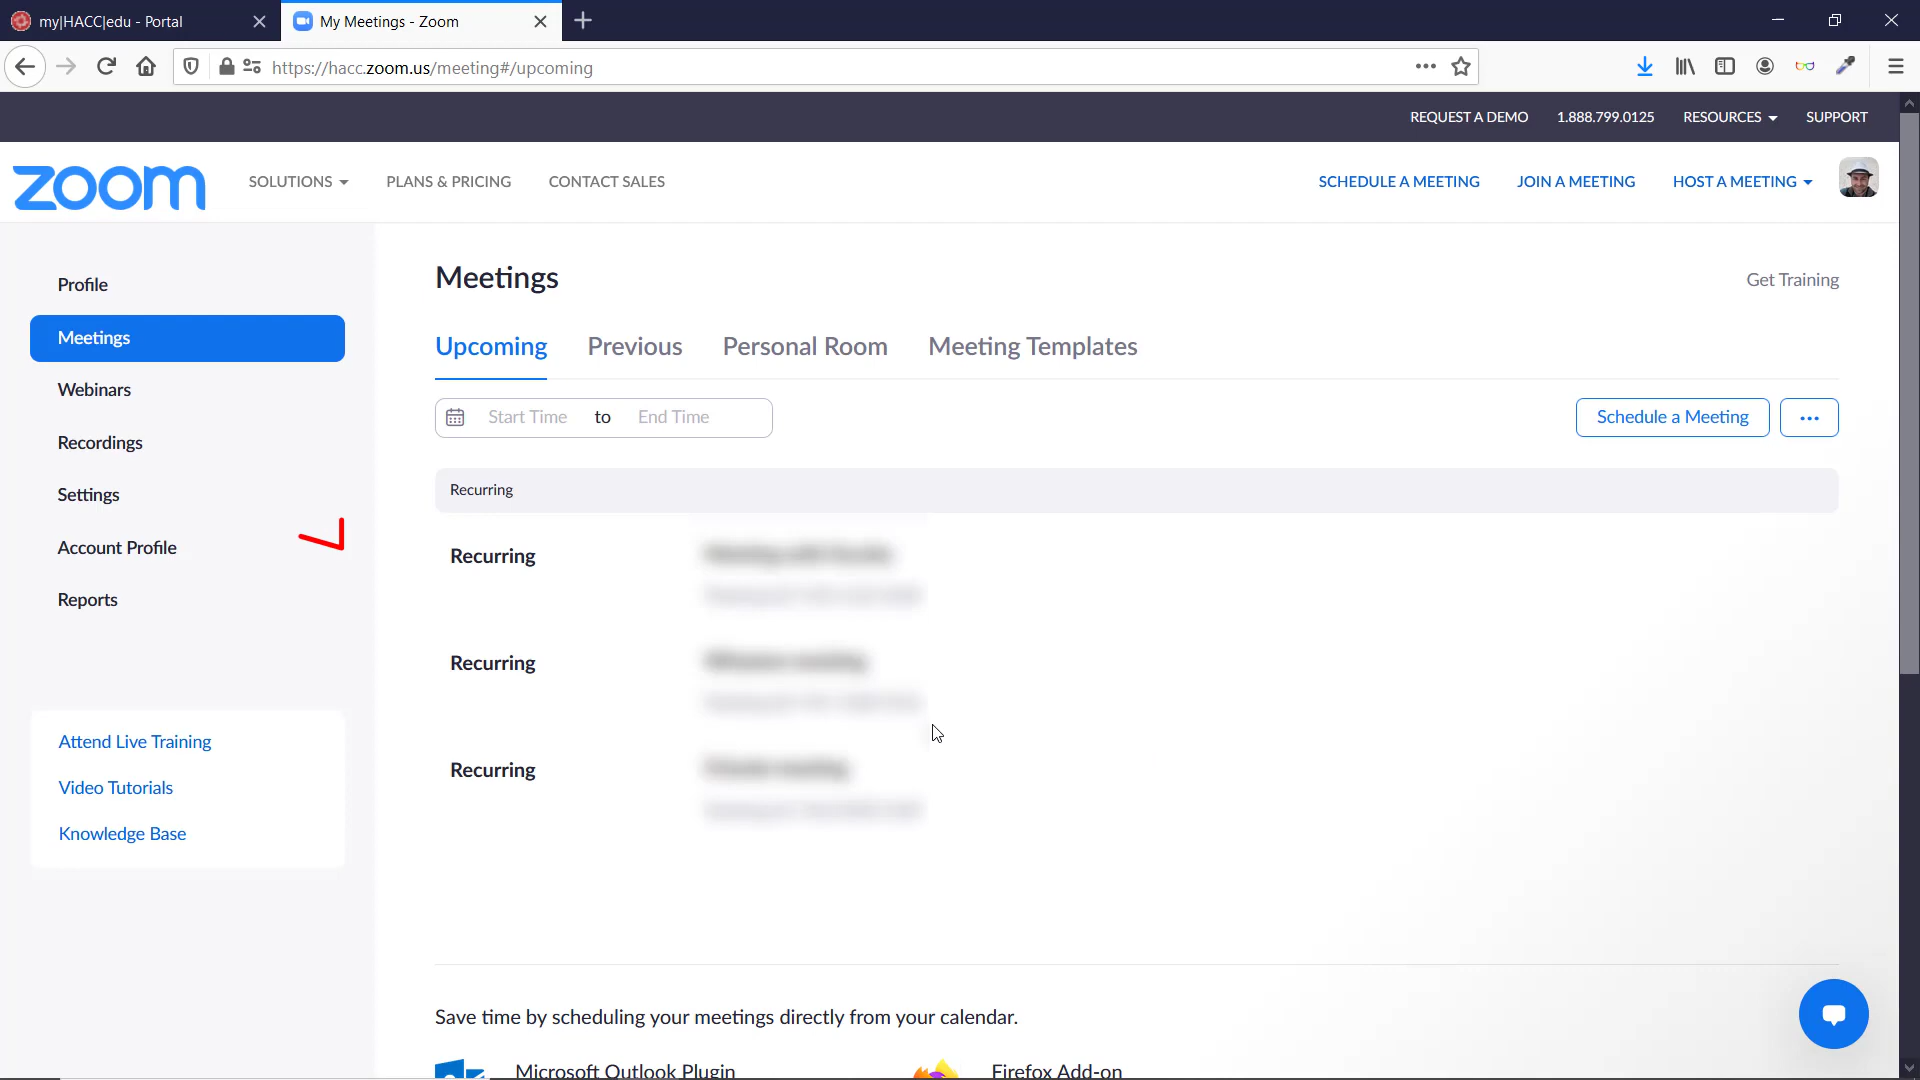 my|HACC|edu - Portal
My Meetings - Zoom
https://hacc.zoom.us/meeting#/upcoming
REQUEST A DEMO 1.888.799.0125 RESOURCES SUPPORT
zoom SOLUTIONS PLANS & PRICING CONTACT SALES SCHEDULE A MEETING JOIN A MEETING HOST A MEETING
Profile
Meetings
Webinars
Recordings
Settings
Account Profile
Reports
Attend Live Training
Video Tutorials
Knowledge Base
Meetings
Get Training
Upcoming Previous Personal Room Meeting Templates
Start Time to End Time
Schedule a Meeting
Recurring
Recurring
Recurring
Recurring
Save time by scheduling your meetings directly from your calendar.
Microsoft Outlook Plugin
Firefox Add-on